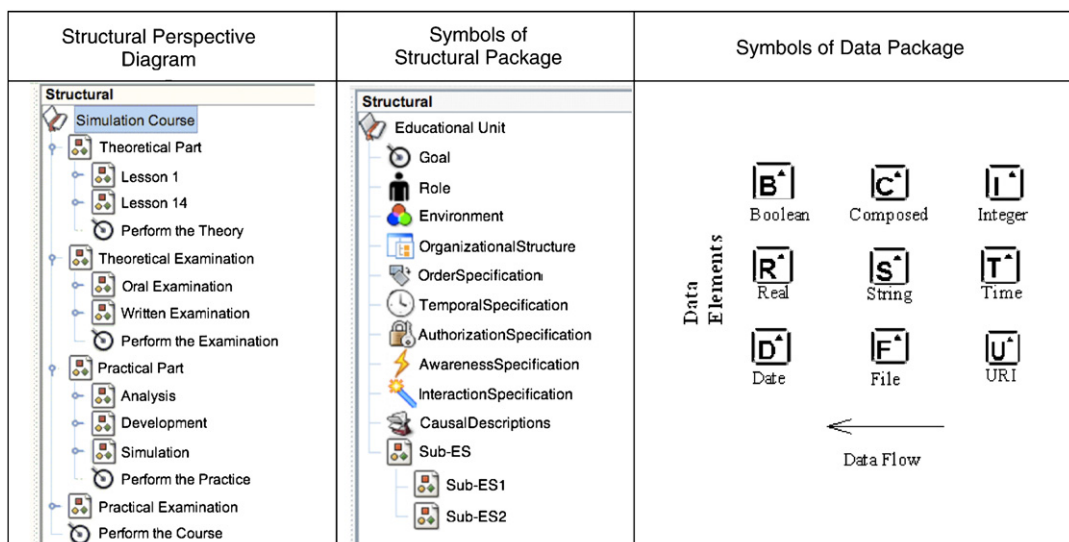 Structural Perspective
Diagram
Symbols of
Structural Package
Symbols of Data Package
Structural
Simulation Course
Theoretical Part
Lesson 1
Lesson 14
Perform the Theory
Theoretical Examination
Oral Examination
Written Examination
Perform the Examination
Practical Part
Analysis
Development
Simulation
Perform the Practice
Practical Examination
Perform the Course
Structural
Educational Unit
Goal
Role
Environment
OrganizationalStructure
OrderSpecification
TemporalSpecification
AuthorizationSpecification
AwarenessSpecification
InteractionSpecification
CausalDescriptions
Sub-ES
Sub-ES1
Sub-ES2
Data
Elements
B C I
Boolean Composed Integer
R S T
Real String Time
D F U
Date File URI
Data Flow